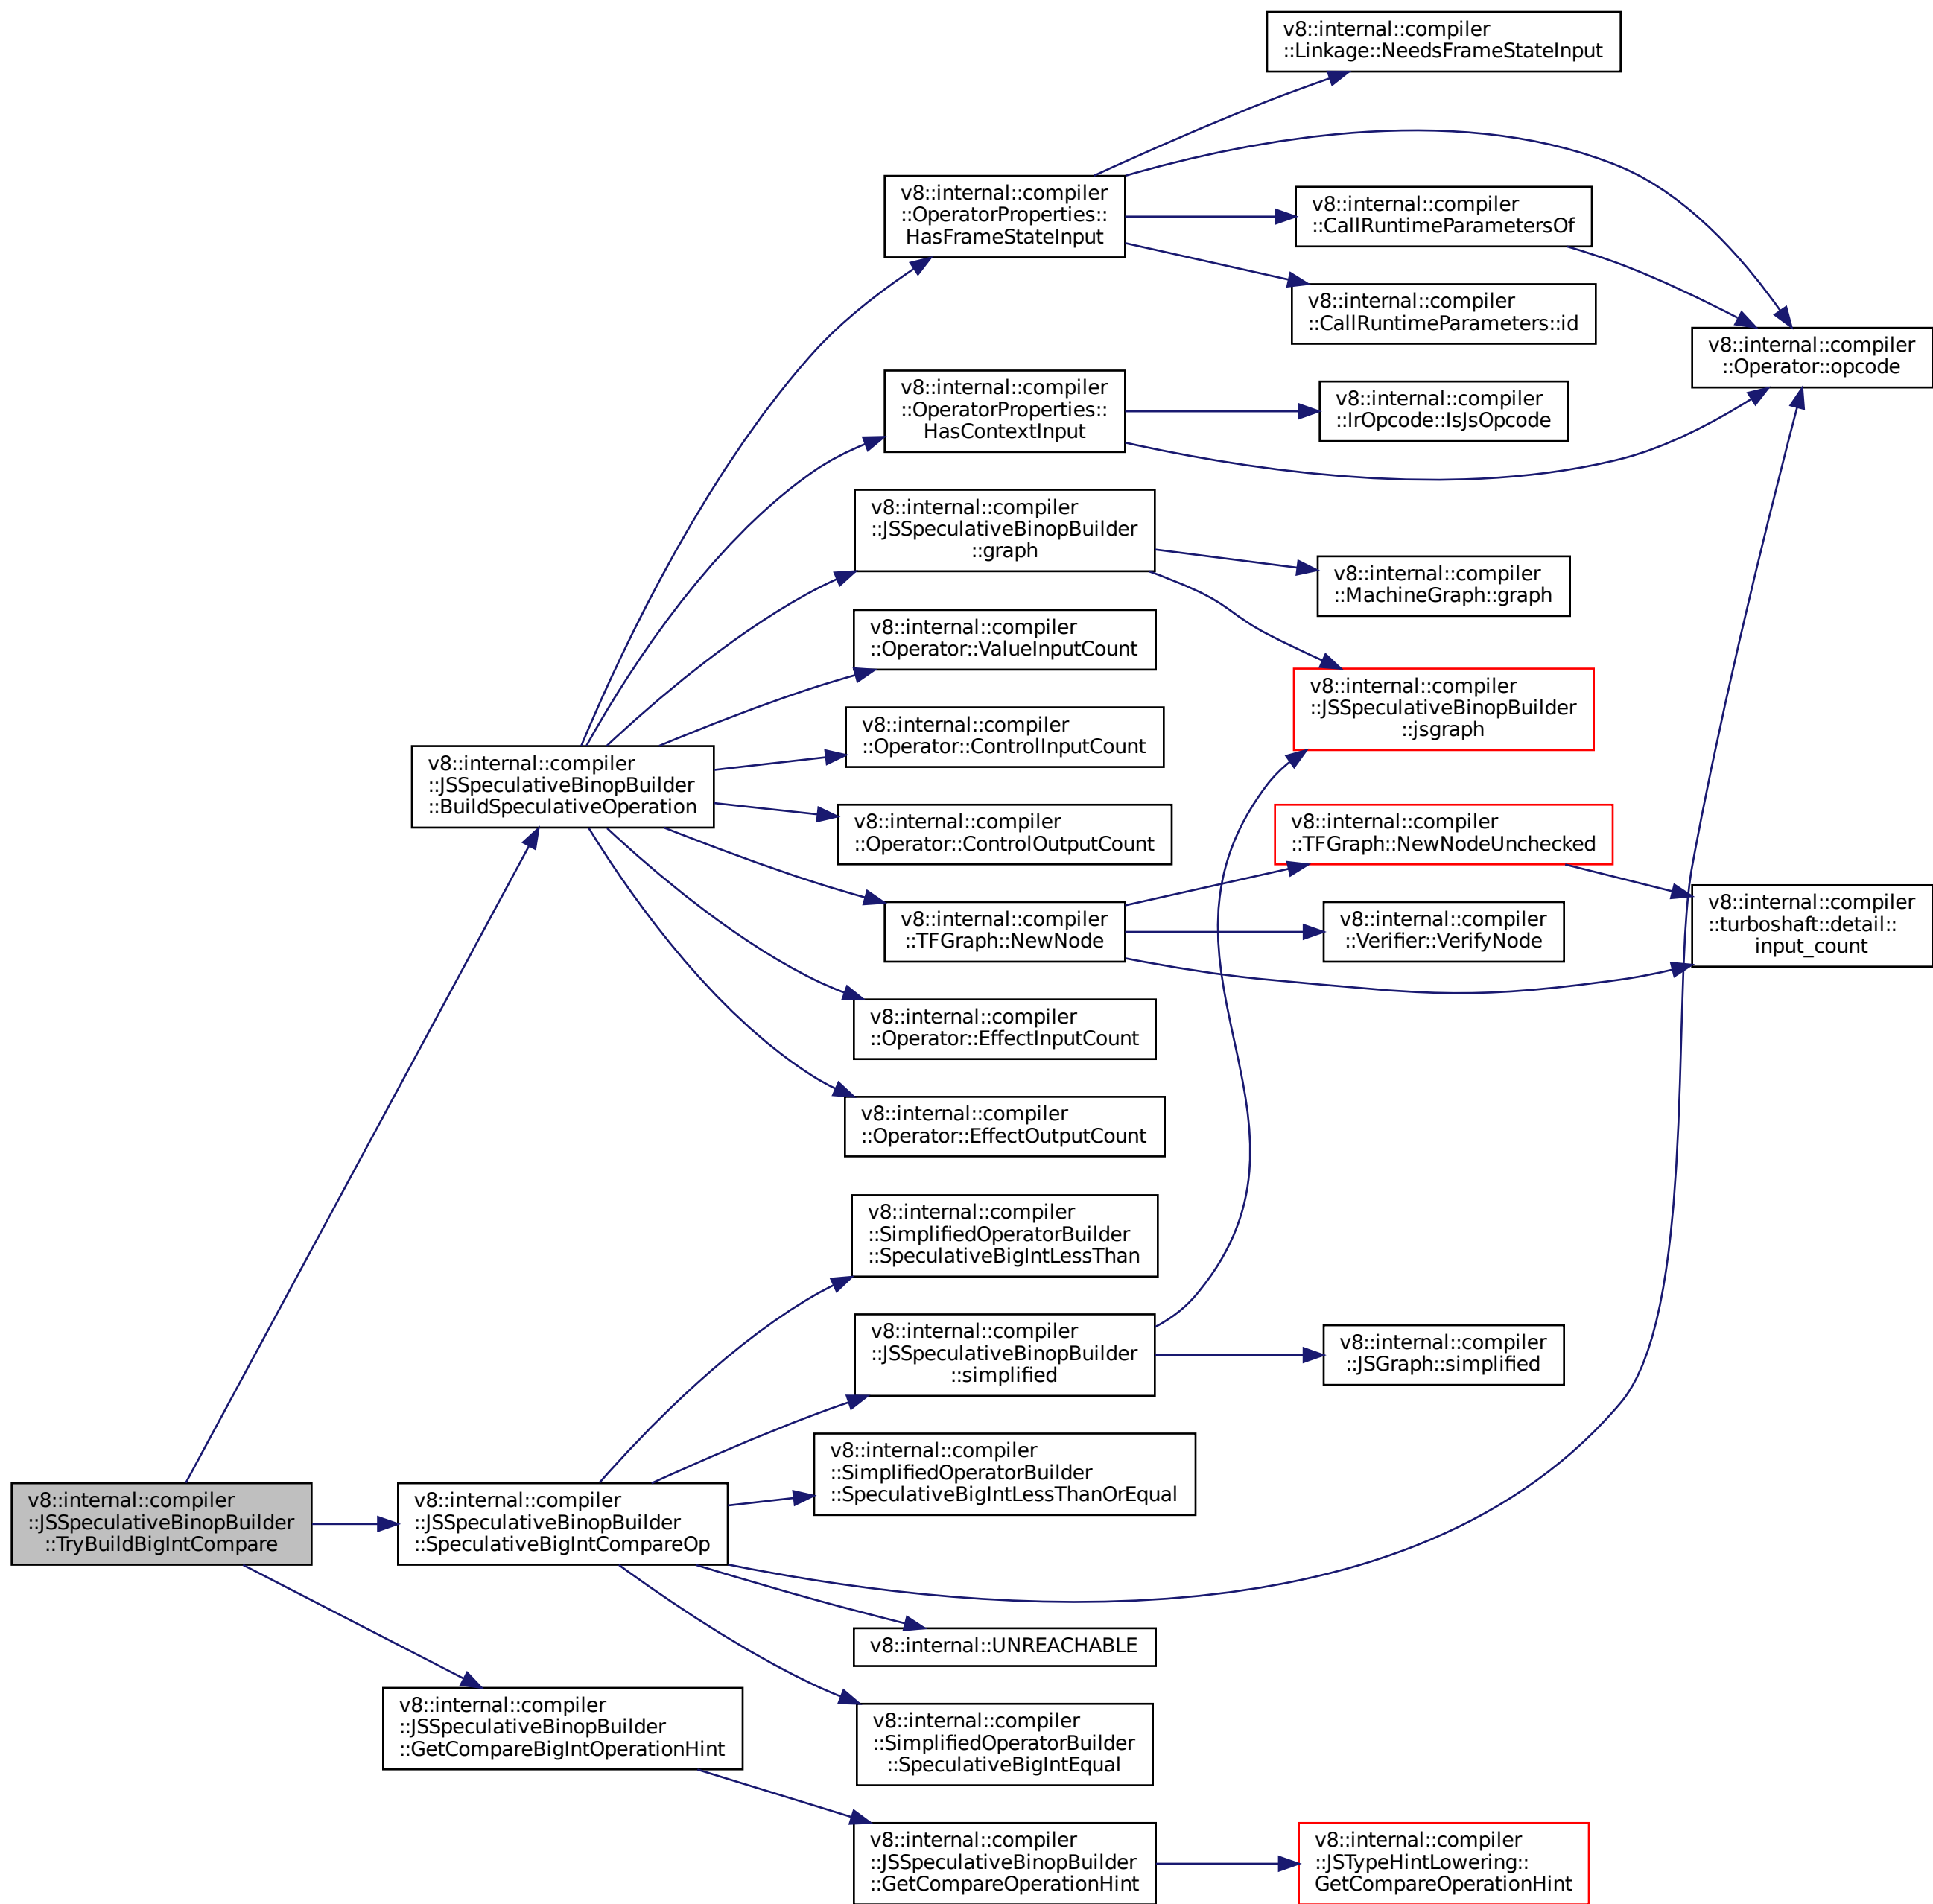 v8::internal::compiler
::Linkage::NeedsFrameStateInput
v8::internal::compiler
::OperatorProperties::
HasFrameStateInput
v8::internal::compiler
::CallRuntimeParametersOf
v8::internal::compiler
::CallRuntimeParameters::id
v8::internal::compiler
::Operator::opcode
v8::internal::compiler
::OperatorProperties::
HasContextInput
v8::internal::compiler
::IrOpcode::IsJsOpcode
v8::internal::compiler
::JSSpeculativeBinopBuilder
::graph
v8::internal::compiler
::MachineGraph::graph
v8::internal::compiler
::Operator::ValueInputCount
v8::internal::compiler
::JSSpeculativeBinopBuilder
::jsgraph
v8::internal::compiler
::Operator::ControlInputCount
v8::internal::compiler
::JSSpeculativeBinopBuilder
::BuildSpeculativeOperation
v8::internal::compiler
::Operator::ControlOutputCount
v8::internal::compiler
::TFGraph::NewNodeUnchecked
v8::internal::compiler
::TFGraph::NewNode
v8::internal::compiler
::Verifier::VerifyNode
v8::internal::compiler
::turboshaft::detail::
input_count
v8::internal::compiler
::Operator::EffectInputCount
v8::internal::compiler
::Operator::EffectOutputCount
v8::internal::compiler
::SimplifiedOperatorBuilder
::SpeculativeBigIntLessThan
v8::internal::compiler
::JSSpeculativeBinopBuilder
::simplified
v8::internal::compiler
::JSGraph::simplified
v8::internal::compiler
::SimplifiedOperatorBuilder
::SpeculativeBigIntLessThanOrEqual
v8::internal::compiler
::JSSpeculativeBinopBuilder
::TryBuildBigIntCompare
v8::internal::compiler
::JSSpeculativeBinopBuilder
::SpeculativeBigIntCompareOp
v8::internal::UNREACHABLE
v8::internal::compiler
::JSSpeculativeBinopBuilder
::GetCompareBigIntOperationHint
v8::internal::compiler
::SimplifiedOperatorBuilder
::SpeculativeBigIntEqual
v8::internal::compiler
::JSSpeculativeBinopBuilder
::GetCompareOperationHint
v8::internal::compiler
::JSTypeHintLowering::
GetCompareOperationHint